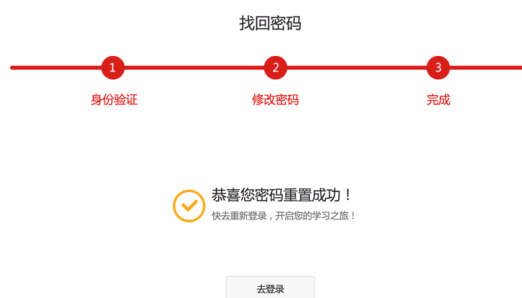 找回密码
1 2 3
身份验证 修改密码 完成
恭喜您密码重置成功！
快去重新登录，开启您的学习之旅！
去登录